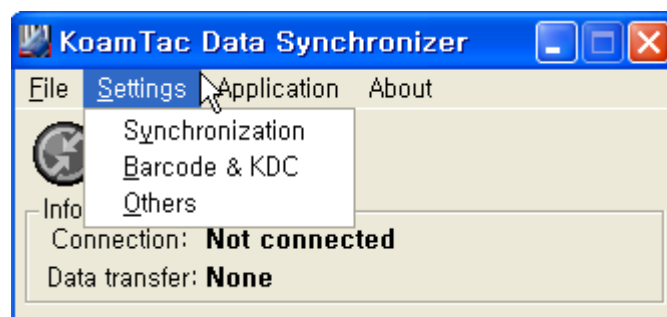 KoamTac Data Synchronizer
File Settings Application About
Synchronization
Barcode & KDC
Others
Info
Connection: Not connected
Data transfer: None